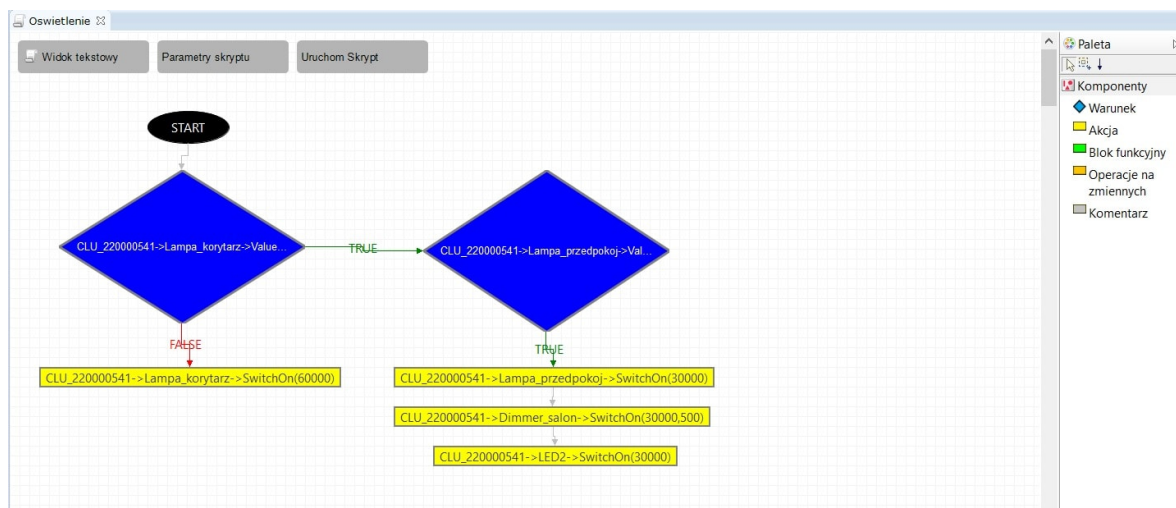 Oswietlenie
Widok tekstowy
Parametry skryptu
Uruchom Skrypt
START
CLU_220000541->Lampa_korytarz->Value...
TRUE
CLU_220000541->Lampa_przedpokoj->Val...
FALSE
TRUE
CLU_220000541->Lampa_korytarz->SwitchOn(60000)
CLU_220000541->Lampa_przedpokoj->SwitchOn(30000)
CLU_220000541->Dimmer_salon->SwitchOn(30000,500)
CLU_220000541->LED2->SwitchOn(30000)
Paleta
Komponenty
Warunek
Akcja
Blok funkcyjny
Operacje na
zmiennych
Komentarz